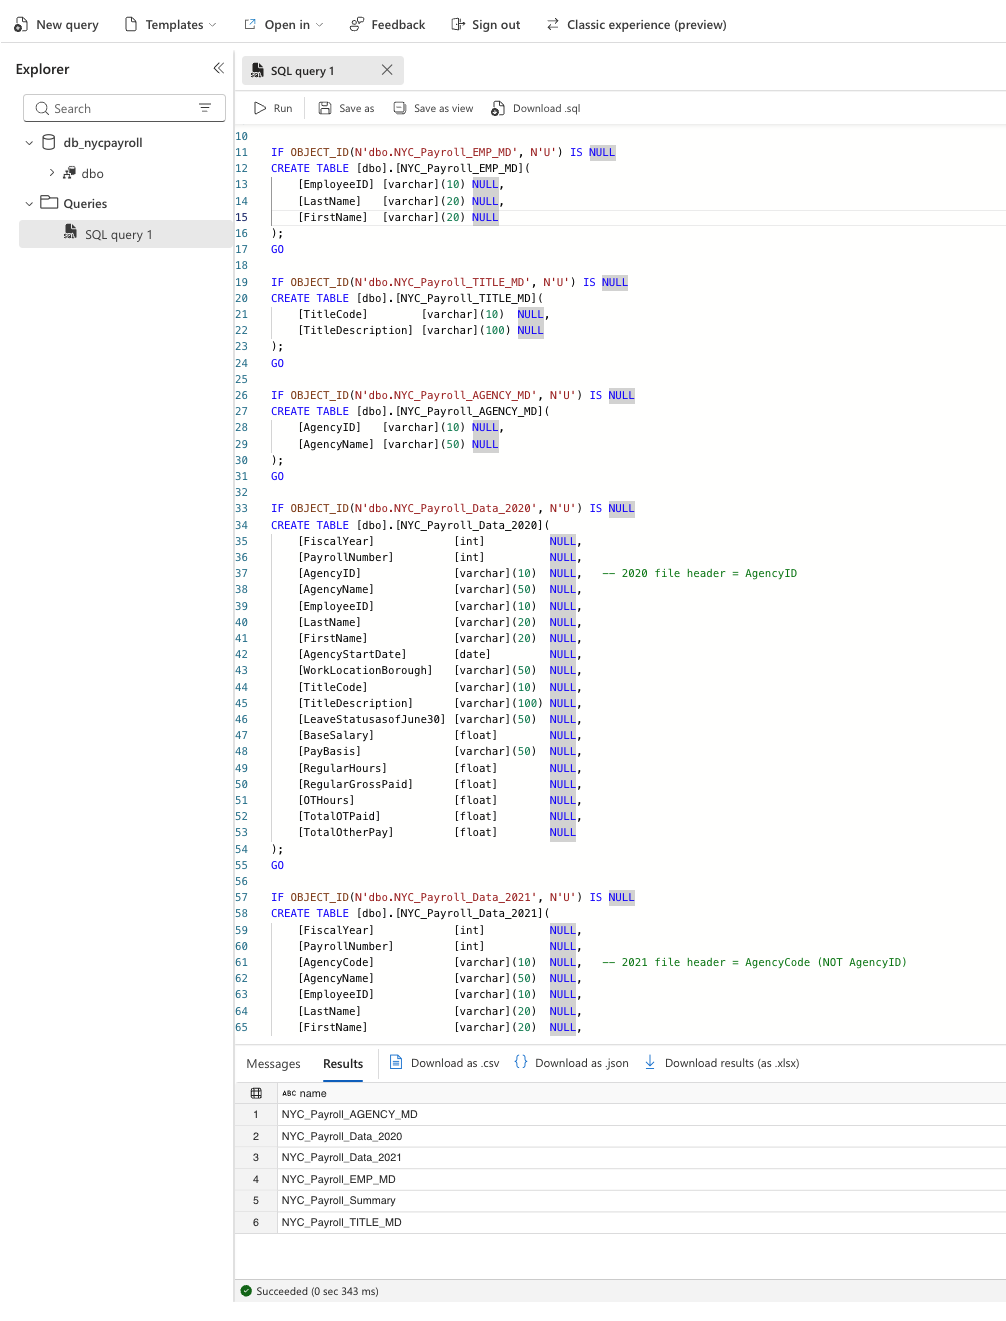 New query Templates Open in Feedback Sign out Classic experience (preview)
Explorer
Search
db_nycpayroll
dbo
Queries
SQL query 1
SQL query 1
Run Save as Save as view Download .sql
10
11 IF OBJECT_ID(N'dbo.NYC_Payroll_EMP_MD', N'U') IS NULL
12 CREATE TABLE [dbo].[NYC_Payroll_EMP_MD](
13 [EmployeeID] [varchar](10) NULL,
14 [LastName] [varchar](20) NULL,
15 [FirstName] [varchar](20) NULL
16 );
17 GO
18
19 IF OBJECT_ID(N'dbo.NYC_Payroll_TITLE_MD', N'U') IS NULL
20 CREATE TABLE [dbo].[NYC_Payroll_TITLE_MD](
21 [TitleCode] [varchar](10) NULL,
22 [TitleDescription] [varchar](100) NULL
23 );
24 GO
25
26 IF OBJECT_ID(N'dbo.NYC_Payroll_AGENCY_MD', N'U') IS NULL
27 CREATE TABLE [dbo].[NYC_Payroll_AGENCY_MD](
28 [AgencyID] [varchar](10) NULL,
29 [AgencyName] [varchar](50) NULL
30 );
31 GO
32
33 IF OBJECT_ID(N'dbo.NYC_Payroll_Data_2020', N'U') IS NULL
34 CREATE TABLE [dbo].[NYC_Payroll_Data_2020](
35 [FiscalYear] [int] NULL,
36 [PayrollNumber] [int] NULL,
37 [AgencyID] [varchar](10) NULL, -- 2020 file header = AgencyID
38 [AgencyName] [varchar](50) NULL,
39 [EmployeeID] [varchar](10) NULL,
40 [LastName] [varchar](20) NULL,
41 [FirstName] [varchar](20) NULL,
42 [AgencyStartDate] [date] NULL,
43 [WorkLocationBorough] [varchar](50) NULL,
44 [TitleCode] [varchar](10) NULL,
45 [TitleDescription] [varchar](100) NULL,
46 [LeaveStatusasofJune30] [varchar](50) NULL,
47 [BaseSalary] [float] NULL,
48 [PayBasis] [varchar](50) NULL,
49 [RegularHours] [float] NULL,
50 [RegularGrossPaid] [float] NULL,
51 [OTHours] [float] NULL,
52 [TotalOTPaid] [float] NULL,
53 [TotalOtherPay] [float] NULL
54 );
55 GO
56
57 IF OBJECT_ID(N'dbo.NYC_Payroll_Data_2021', N'U') IS NULL
58 CREATE TABLE [dbo].[NYC_Payroll_Data_2021](
59 [FiscalYear] [int] NULL,
60 [PayrollNumber] [int] NULL,
61 [AgencyCode] [varchar](10) NULL, -- 2021 file header = AgencyCode (NOT AgencyID)
62 [AgencyName] [varchar](50) NULL,
63 [EmployeeID] [varchar](10) NULL,
64 [LastName] [varchar](20) NULL,
65 [FirstName] [varchar](20) NULL,
Messages Results Download as .csv Download as .json Download results (as .xlsx)
ABC name
1 NYC_Payroll_AGENCY_MD
2 NYC_Payroll_Data_2020
3 NYC_Payroll_Data_2021
4 NYC_Payroll_EMP_MD
5 NYC_Payroll_Summary
6 NYC_Payroll_TITLE_MD
Succeeded (0 sec 343 ms)